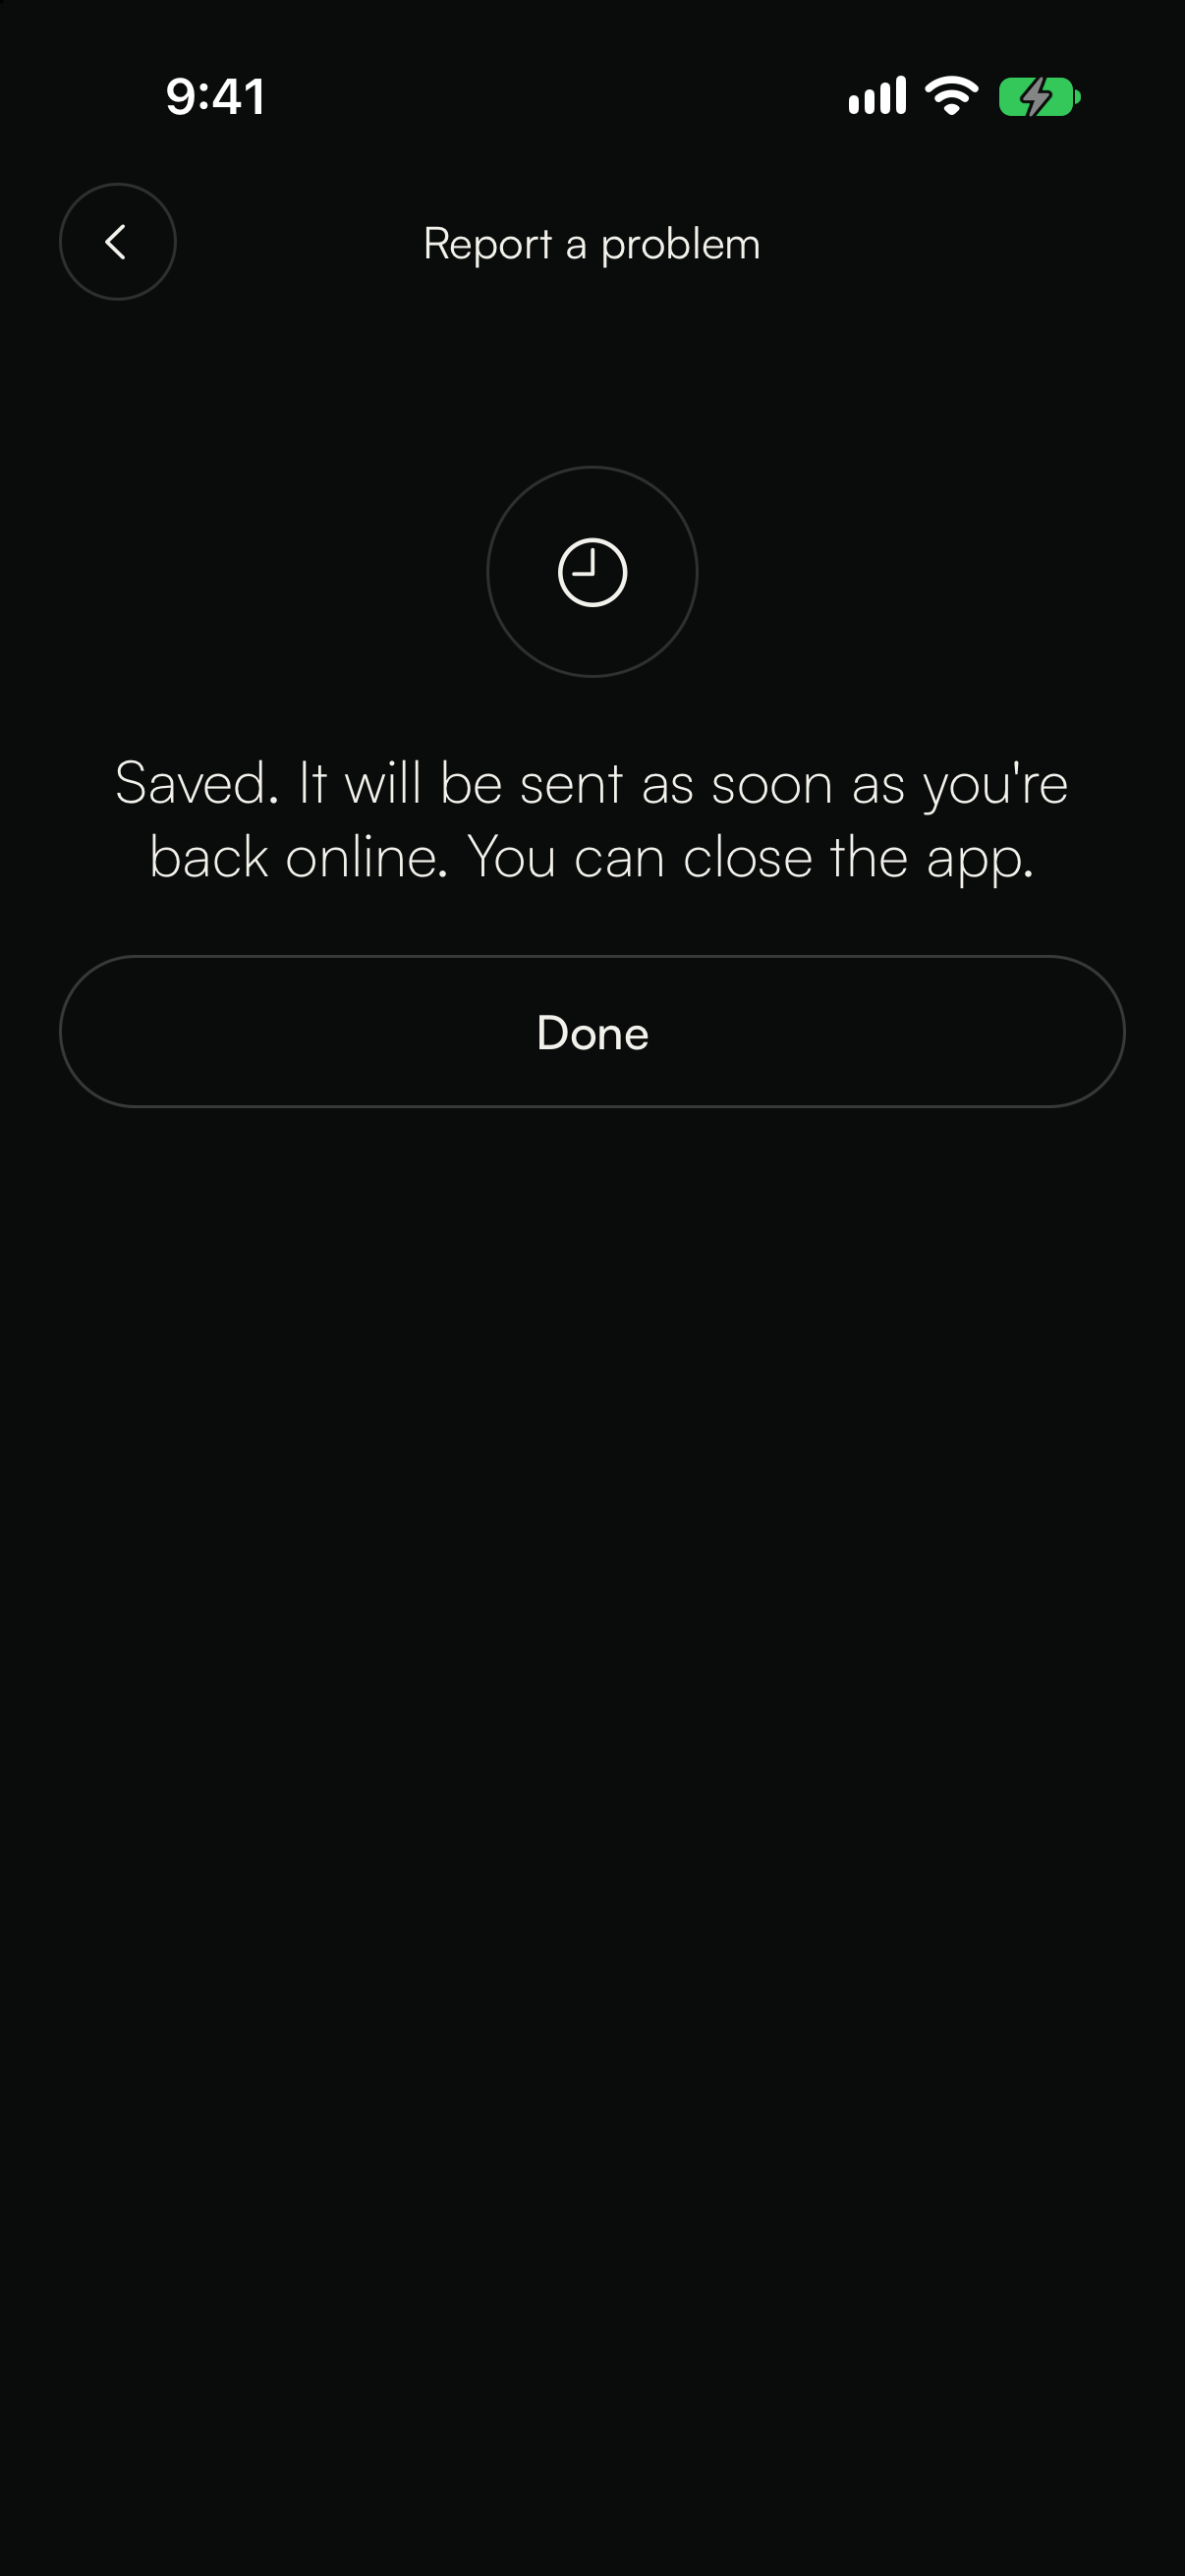 9:41
Report a problem
Saved. It will be sent as soon as you're
back online. You can close the app.
Done